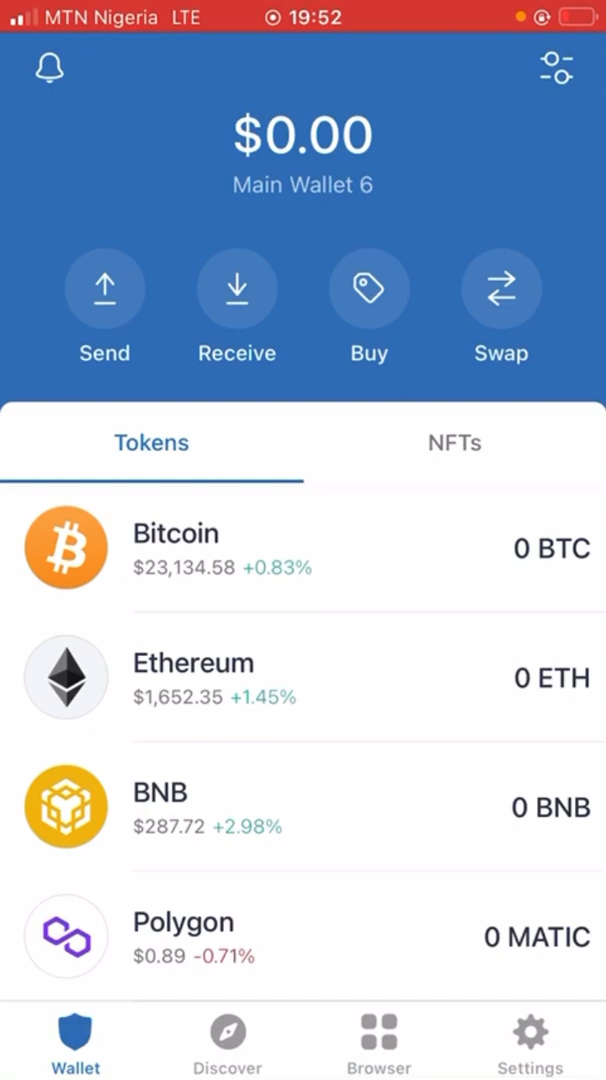 MTN Nigeria LTE 19:52
$0.00
Main Wallet 6
Send Receive Buy Swap
Tokens NFTs
Bitcoin
$23,134.58 +0.83%
0 BTC
Ethereum
$1,652.35 +1.45%
0 ETH
BNB
$287.72 +2.98%
0 BNB
Polygon
$0.89 -0.71%
0 MATIC
Wallet Discover Browser Settings